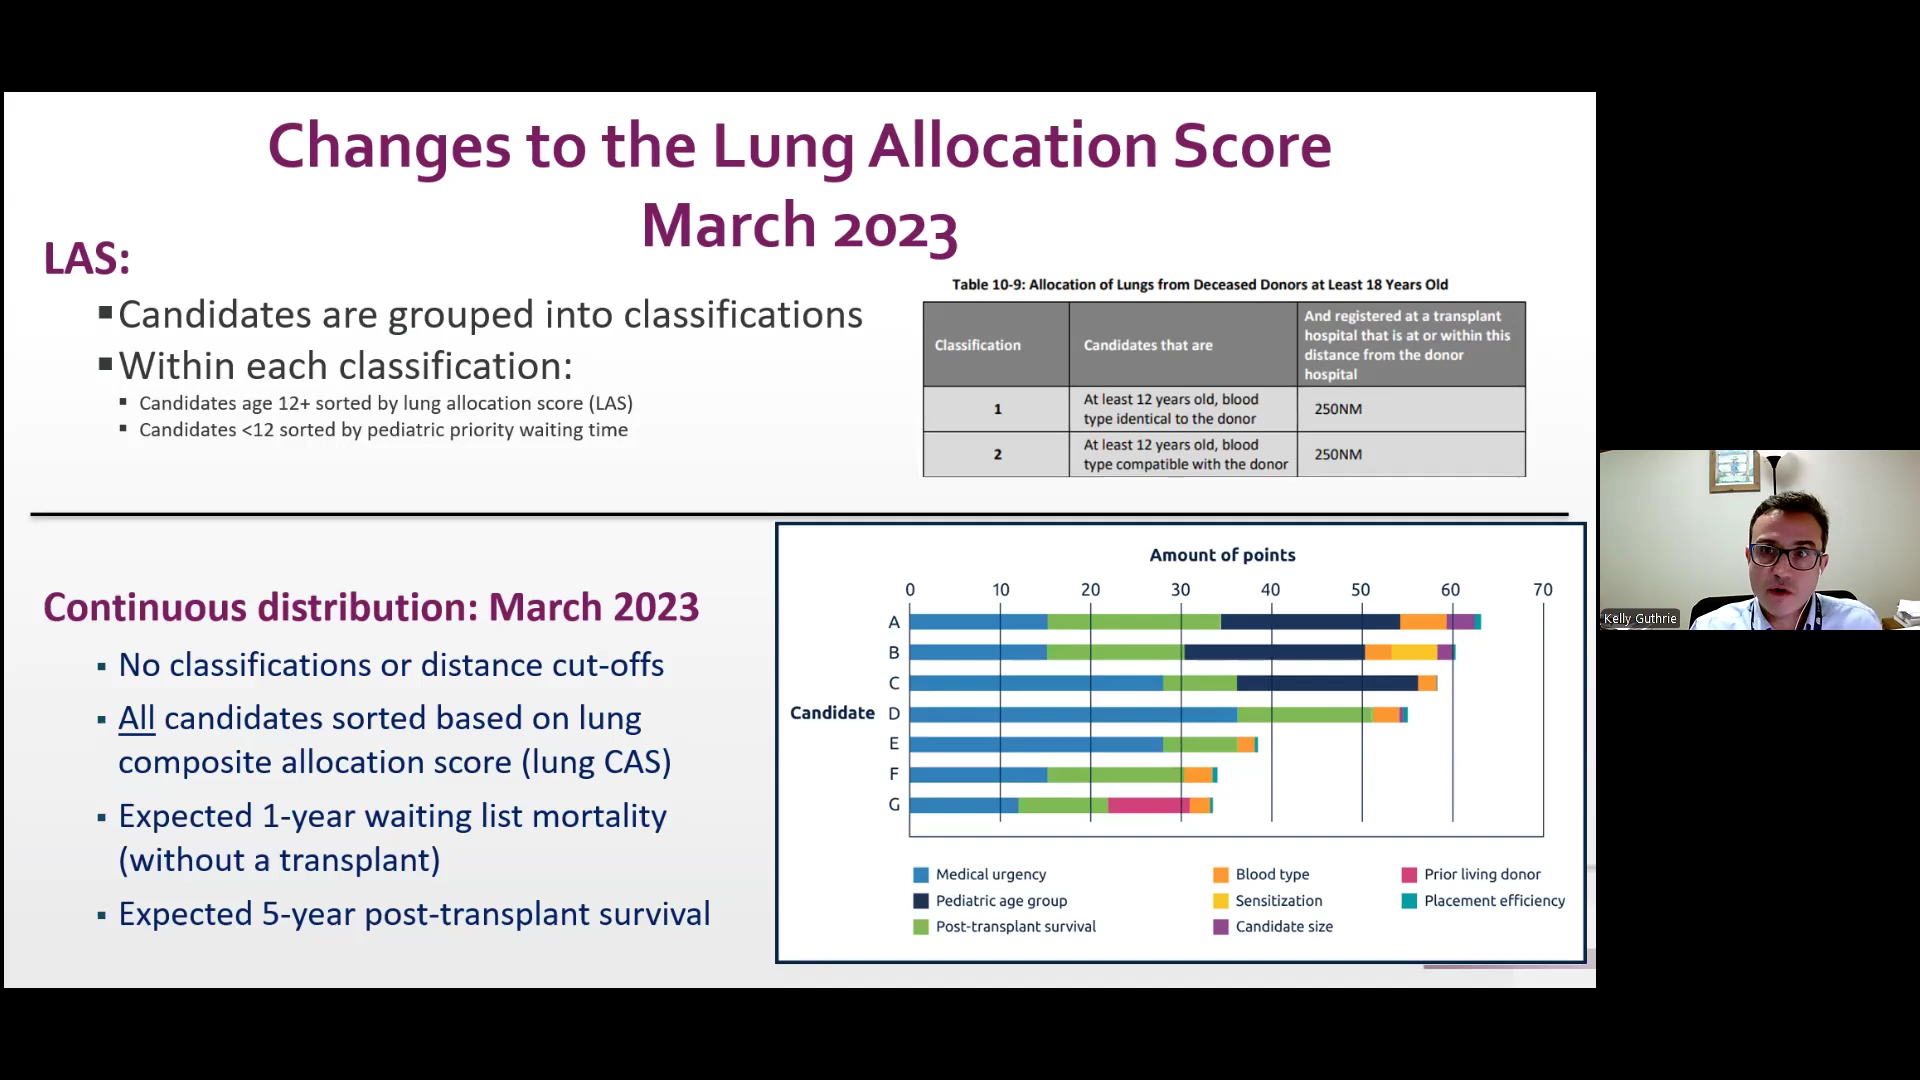 Changes to the Lung Allocation Score
March 2023
LAS:
▪Candidates are grouped into classifications
▪Within each classification:
▪ Candidates age 12+ sorted by lung allocation score (LAS)
▪ Candidates <12 sorted by pediatric priority waiting time
Table 10-9: Allocation of Lungs from Deceased Donors at Least 18 Years Old
Classification
Candidates that are
And registered at a transplant
hospital that is at or within this
distance from the donor
hospital
1
At least 12 years old, blood
type identical to the donor
250NM
2
At least 12 years old, blood
type compatible with the donor
250NM
Continuous distribution: March 2023
▪ No classifications or distance cut-offs
▪ All candidates sorted based on lung
composite allocation score (lung CAS)
▪ Expected 1-year waiting list mortality
(without a transplant)
▪ Expected 5-year post-transplant survival
Amount of points
0 10 20 30 40 50 60 70
Candidate
A
B
C
D
E
F
G
Medical urgency
Pediatric age group
Post-transplant survival
Blood type
Sensitization
Candidate size
Prior living donor
Placement efficiency
Kelly Guthrie